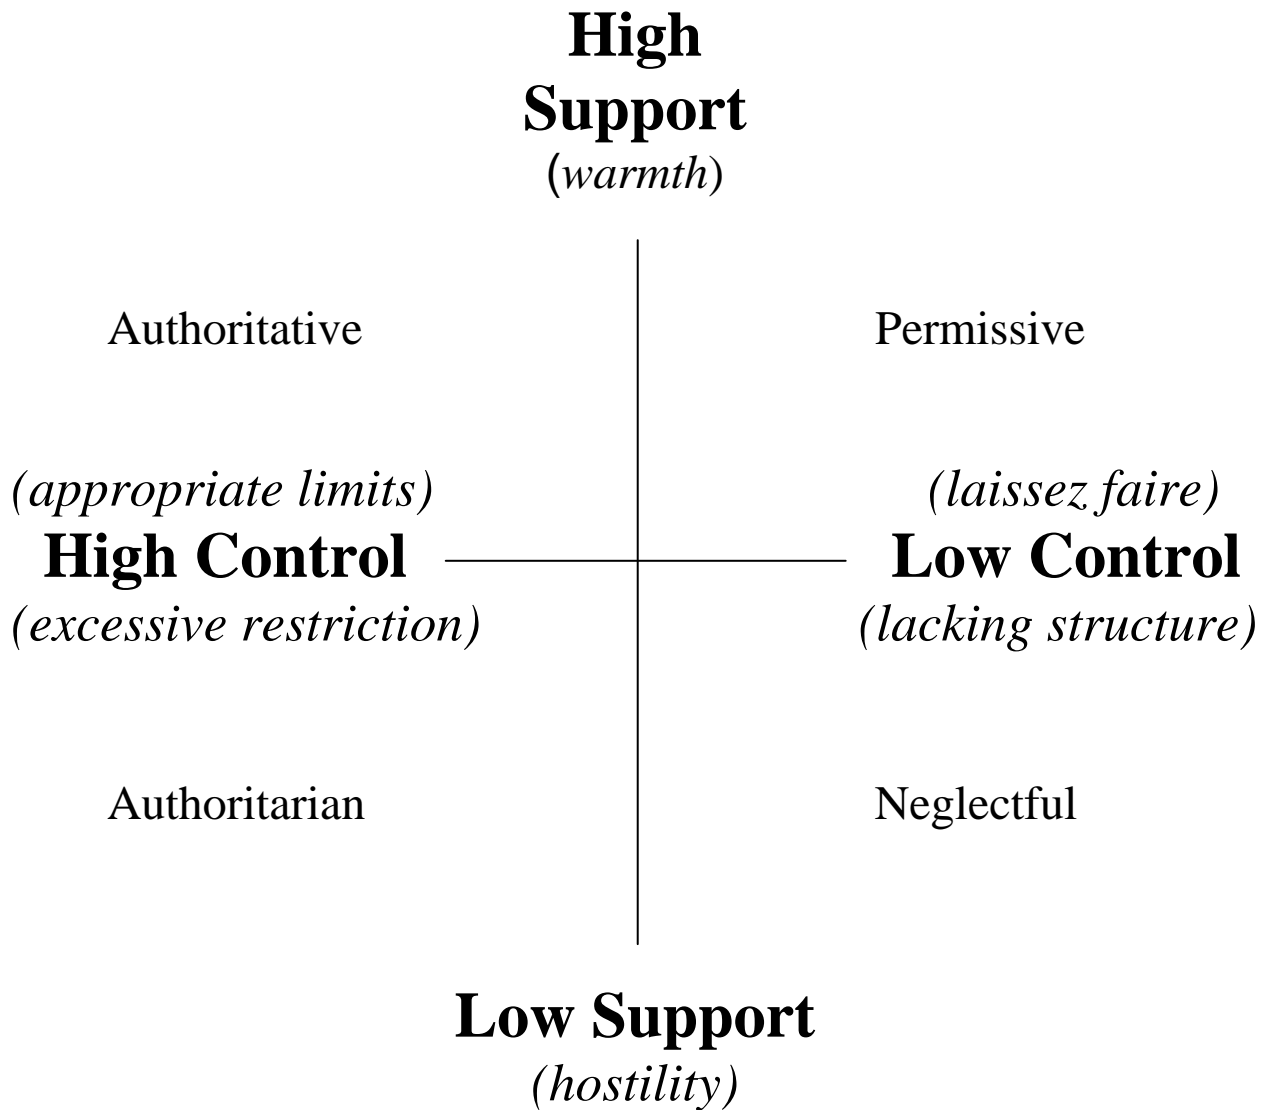 High
Support
(warmth)
Authoritative
Permissive
(appropriate limits)
(laissez faire)
High Control
Low Control
(excessive restriction)
(lacking structure)
Authoritarian
Neglectful
Low Support
(hostility)